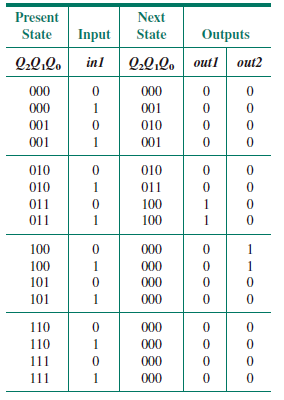 Present Next
State Input State Outputs
Q₂Q₁Q₀ in1 Q₂Q₁Q₀ out1 out2
000 0 000 0 0
000 1 001 0 0
001 0 010 0 0
001 1 001 0 0
010 0 010 0 0
010 1 011 0 0
011 0 100 1 0
011 1 100 1 0
100 0 000 0 1
100 1 000 0 1
101 0 000 0 0
101 1 000 0 0
110 0 000 0 0
110 1 000 0 0
111 0 000 0 0
111 1 000 0 0